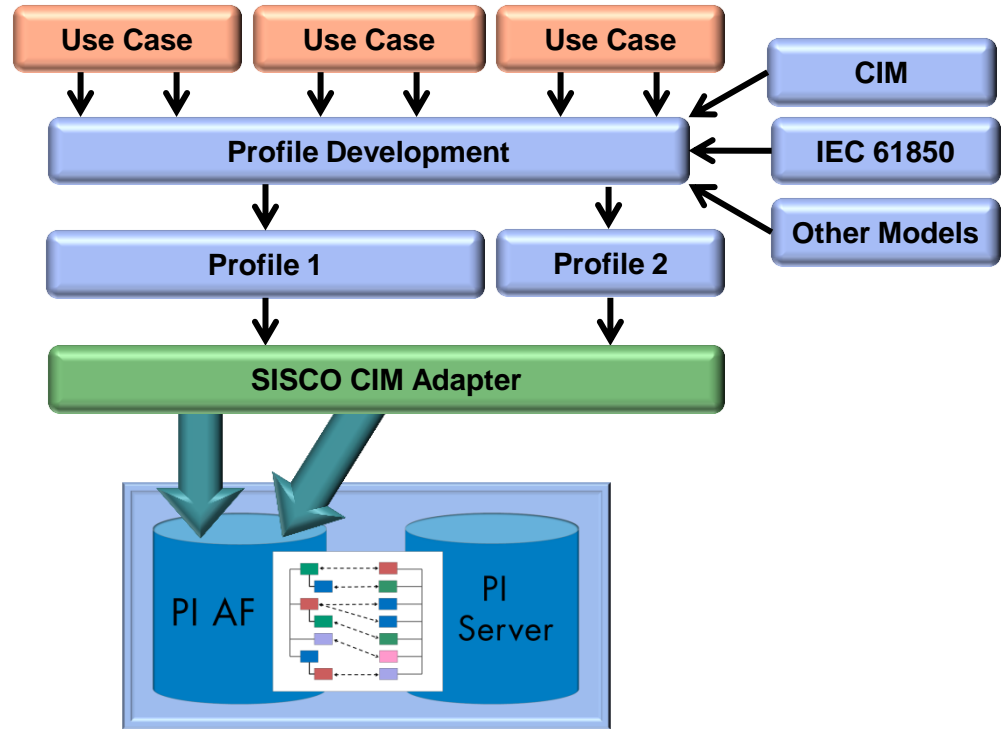 Use Case
Use Case
Use Case
CIM
Profile Development
IEC 61850
Other Models
Profile 1
Profile 2
SISCO CIM Adapter
PI AF
PI
Server